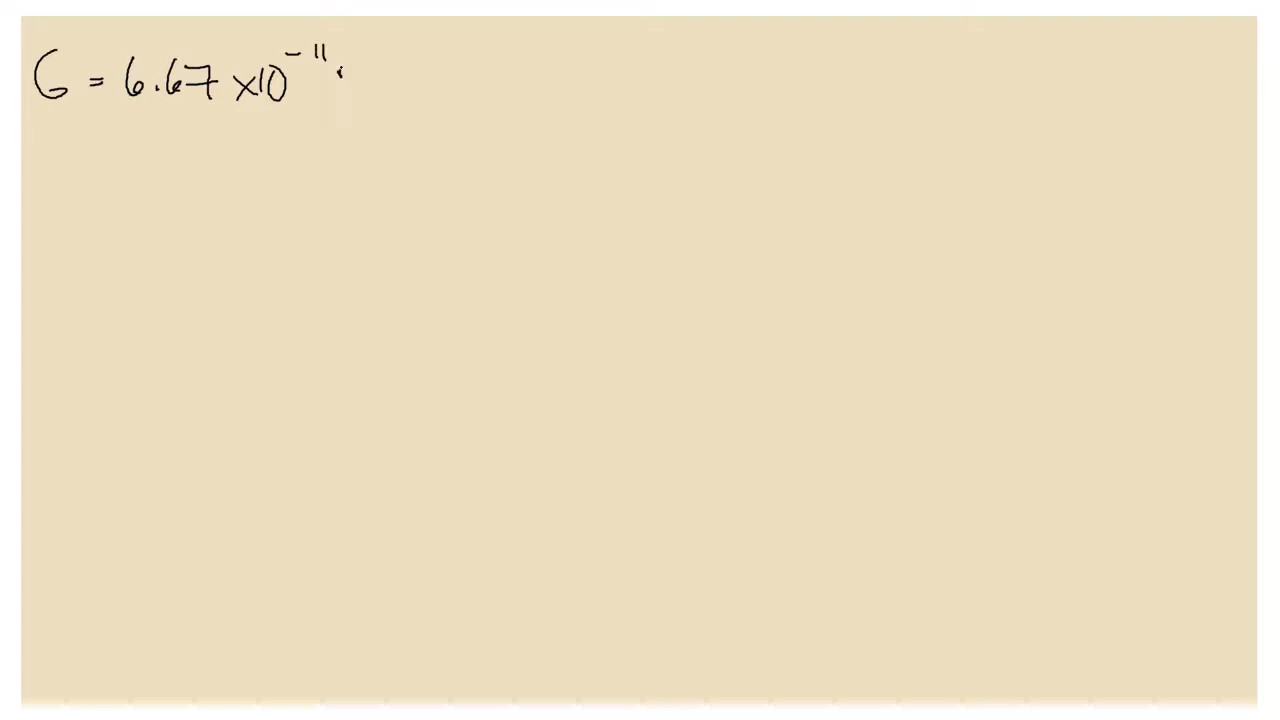 G = 6.67 ×10⁻¹¹